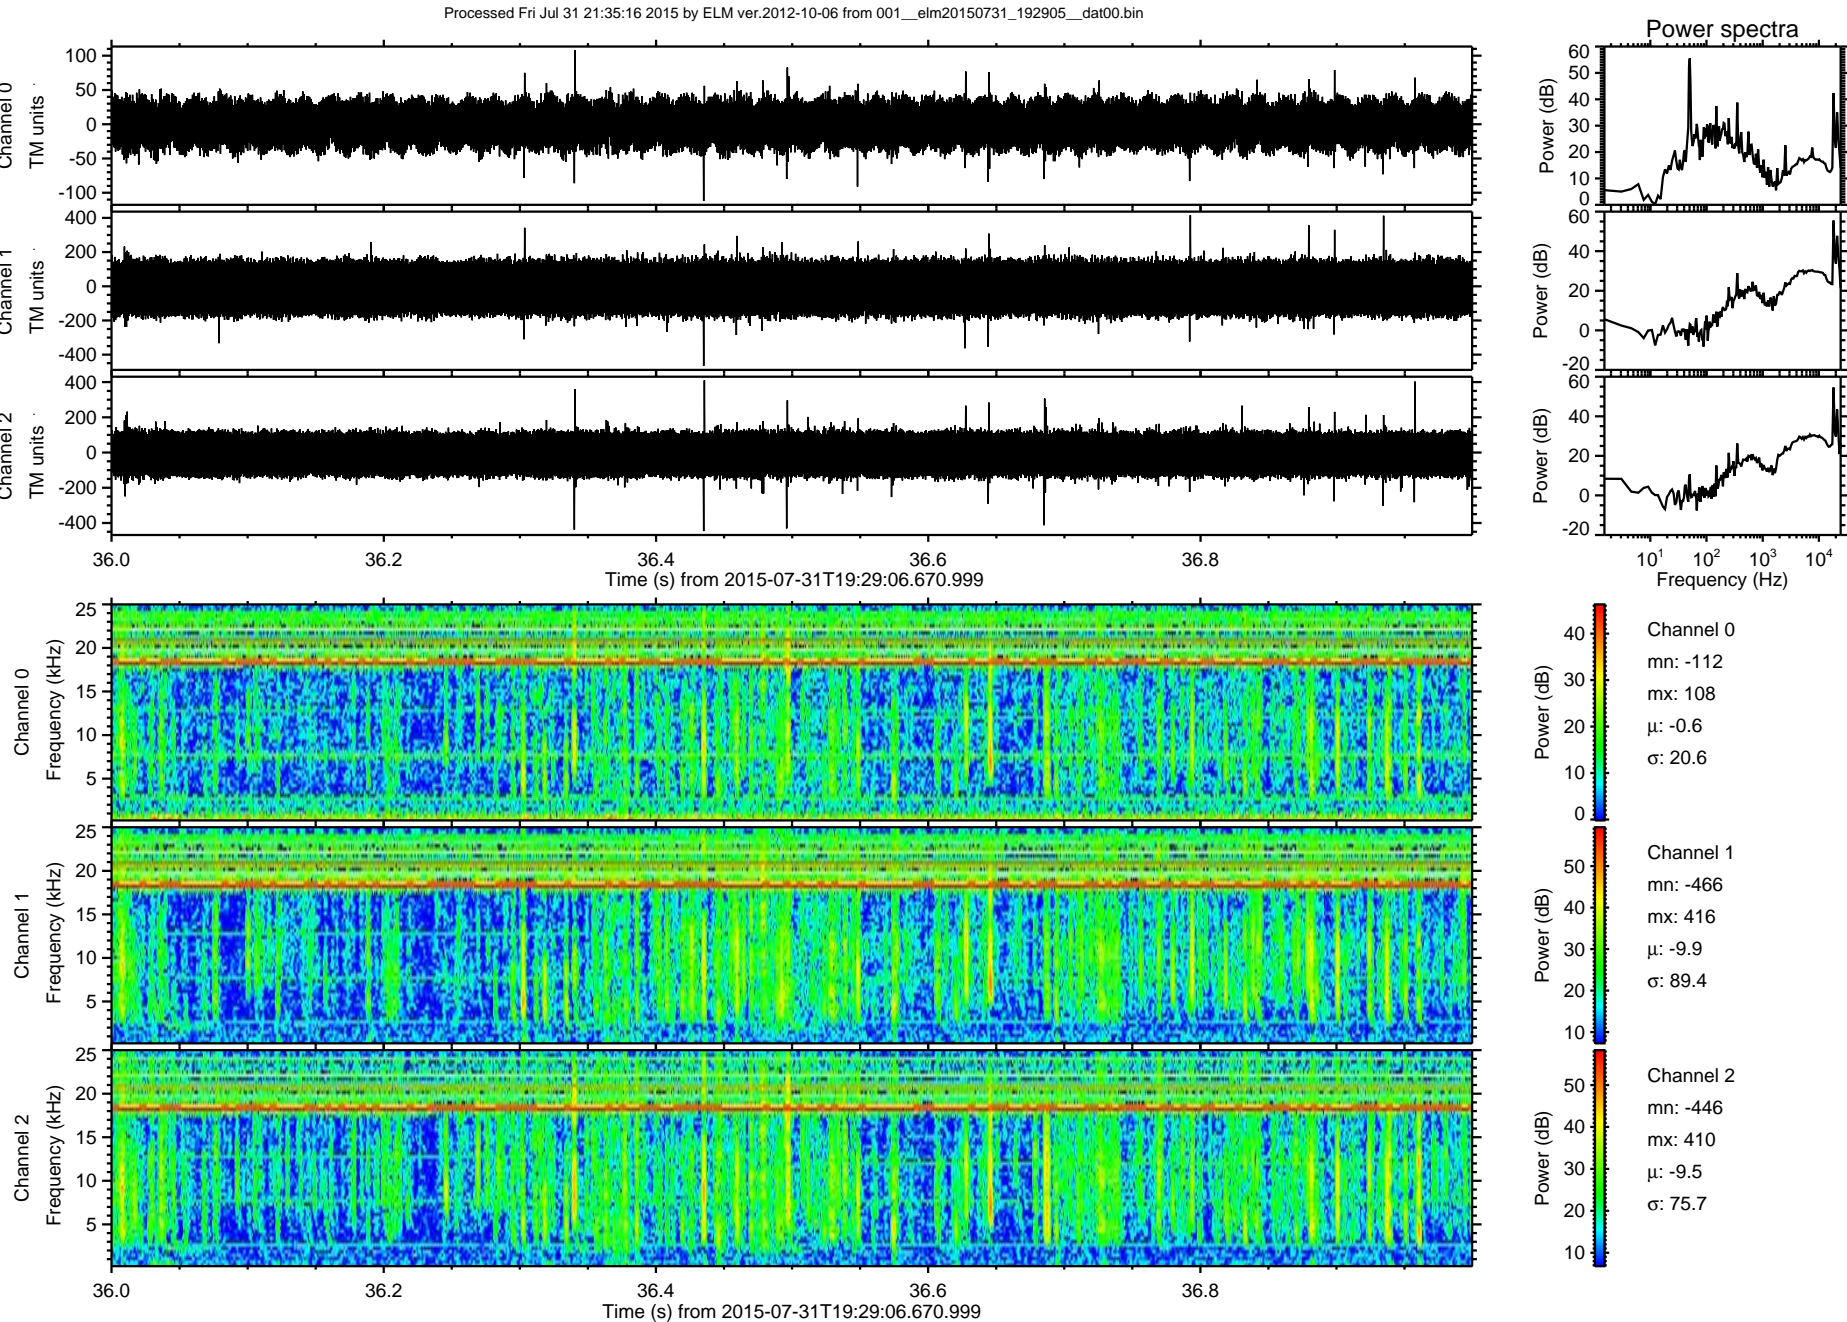 Processed Fri Jul 31 21:35:16 2015 by ELM ver.2012-10-06 from 001__elm20150731_192905__dat00.bin
Power spectra
Channel 0
TM units
100
50
0
-50
-100
Power (dB)
60
50
40
30
20
10
0
Channel 1
TM units
400
200
0
-200
-400
Power (dB)
60
40
20
0
-20
Channel 2
TM units
400
200
0
-200
-400
Power (dB)
60
40
20
0
-20
36.0 36.2 36.4 36.6 36.8
Time (s) from 2015-07-31T19:29:06.670.999
10¹ 10² 10³ 10⁴
Frequency (Hz)
Channel 0
Frequency (kHz)
25
20
15
10
5
Power (dB)
40
30
20
10
0
Channel 0
mn: -112
mx: 108
μ: -0.6
σ: 20.6
Channel 1
Frequency (kHz)
25
20
15
10
5
Power (dB)
50
40
30
20
10
Channel 1
mn: -466
mx: 416
μ: -9.9
σ: 89.4
Channel 2
Frequency (kHz)
25
20
15
10
5
Power (dB)
50
40
30
20
10
Channel 2
mn: -446
mx: 410
μ: -9.5
σ: 75.7
36.0 36.2 36.4 36.6 36.8
Time (s) from 2015-07-31T19:29:06.670.999